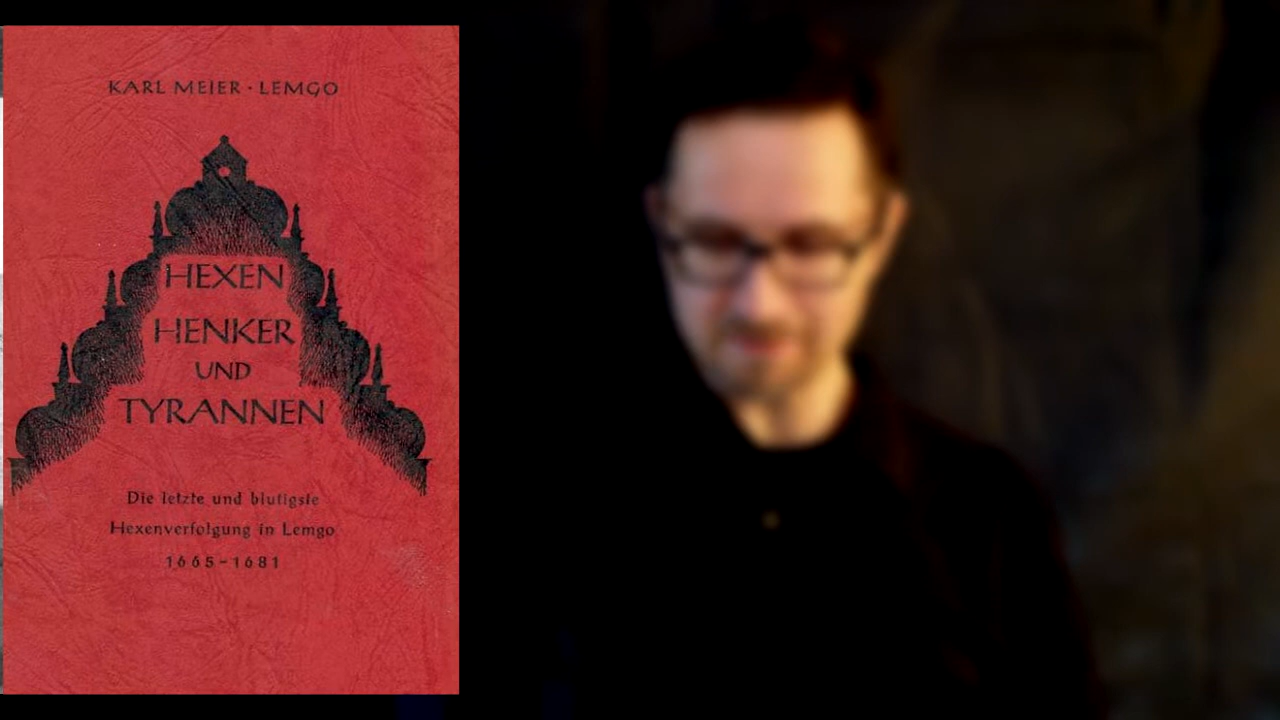 KARL MEIER · LEMGO
HEXEN
HENKER
UND
TYRANNEN
Die letzte und blutigste
Hexenverfolgung in Lemgo
1665-1681